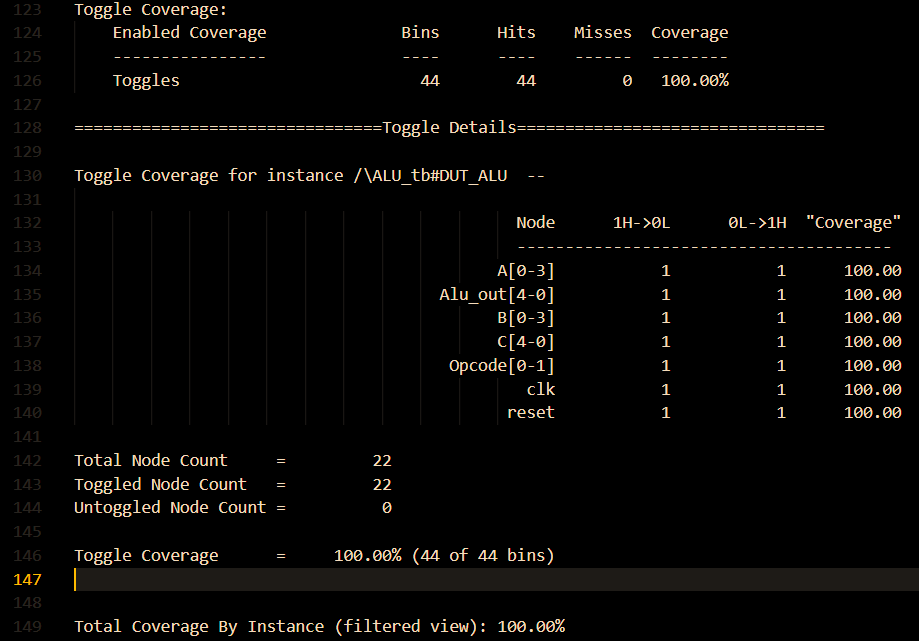 123 Toggle Coverage:
124 Enabled Coverage Bins Hits Misses Coverage
125 ---------------- ---- ---- ------ --------
126 Toggles 44 44 0 100.00%
127
128 ================================Toggle Details================================
129
130 Toggle Coverage for instance /\ALU_tb#DUT_ALU --
131
132 Node 1H->0L 0L->1H "Coverage"
133 ---------------------------------------
134 A[0-3] 1 1 100.00
135 Alu_out[4-0] 1 1 100.00
136 B[0-3] 1 1 100.00
137 C[4-0] 1 1 100.00
138 Opcode[0-1] 1 1 100.00
139 clk 1 1 100.00
140 reset 1 1 100.00
141
142 Total Node Count = 22
143 Toggled Node Count = 22
144 Untoggled Node Count = 0
145
146 Toggle Coverage = 100.00% (44 of 44 bins)
147
148
149 Total Coverage By Instance (filtered view): 100.00%